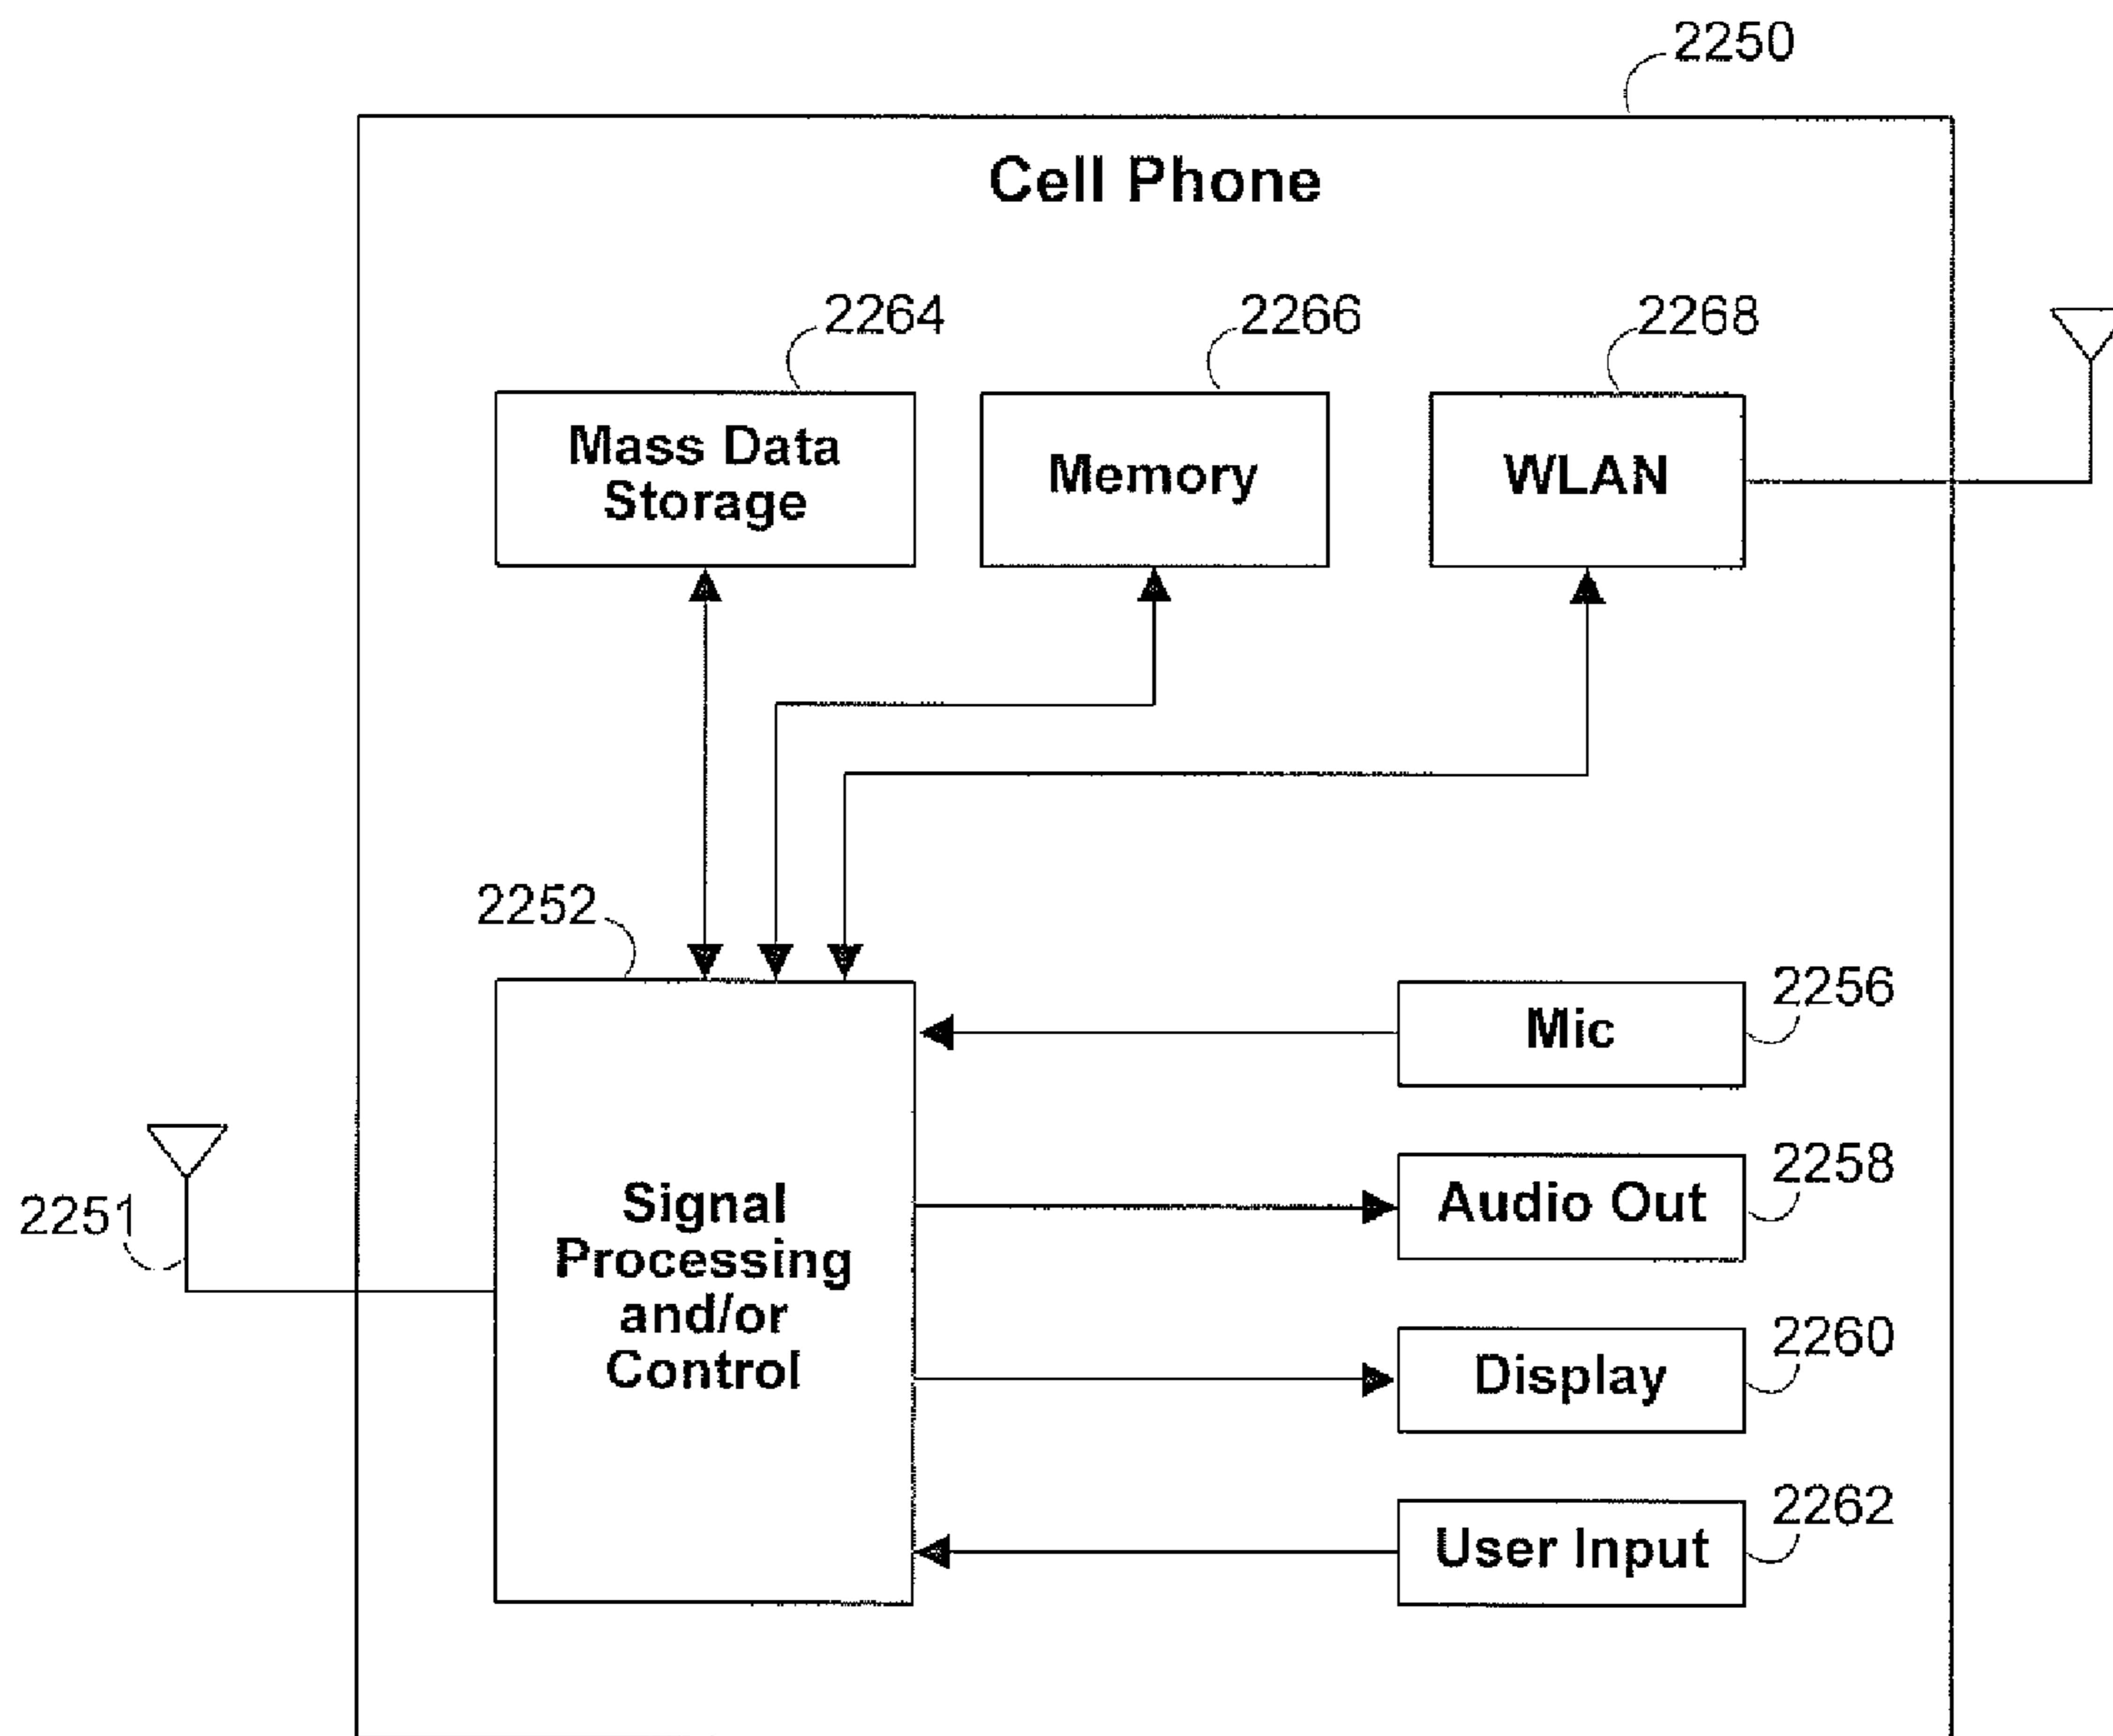 2250
Cell Phone
2264
2266
2268
Mass Data
Storage
Memory
WLAN
2252
2256
Mic
2258
Audio Out
2251
Signal
Processing
and/or
Control
2260
Display
2262
User Input